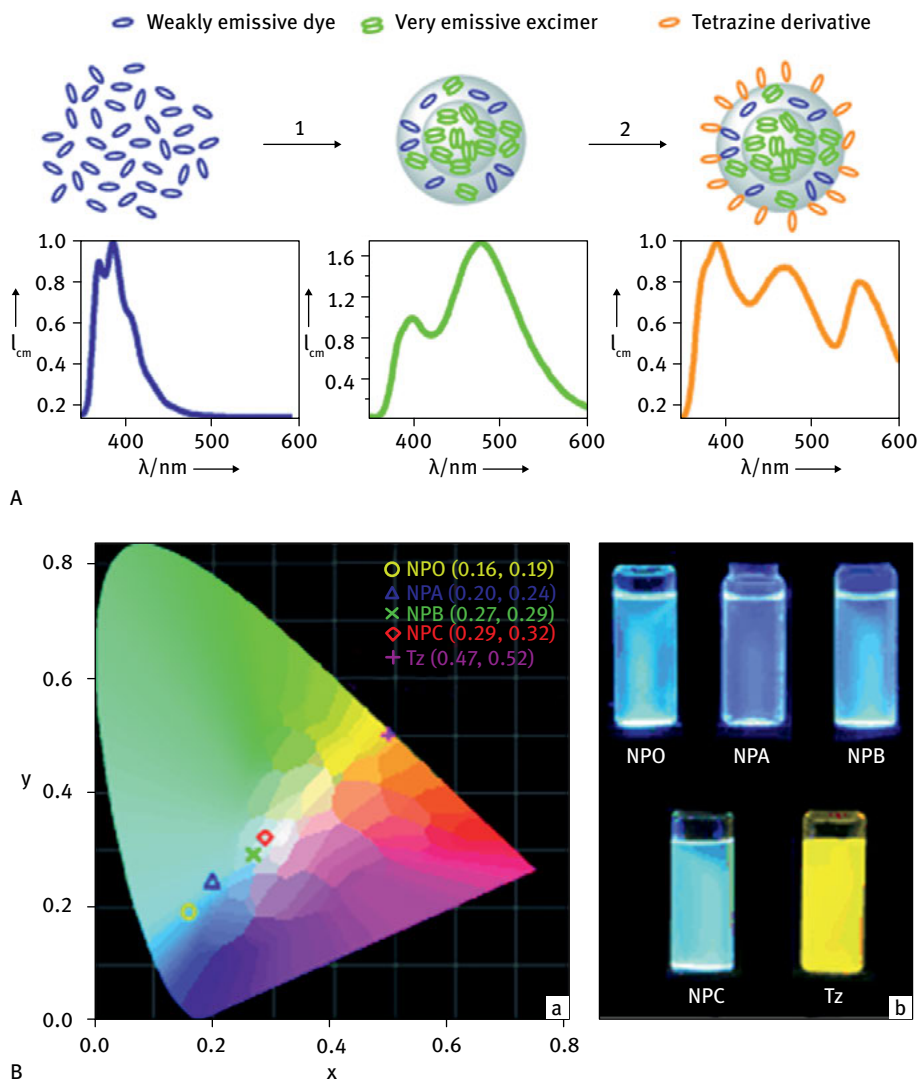 Weakly emissive dye Very emissive excimer Tetrazine derivative
1 2
1.0 1.6 1.0
0.8 1.2 0.8
0.6 0.8 0.6
0.4 0.4 0.4
0.2 0.2
I_cm I_cm I_cm
400 600 400 500 600 400 500 600
λ/nm λ/nm λ/nm
A
0.8
0.6
y
0.4
0.2
0.0
0.0 0.2 0.4 0.6 0.8
x
NPO (0.16, 0.19)
NPA (0.20, 0.24)
NPB (0.27, 0.29)
NPC (0.29, 0.32)
Tz (0.47, 0.52)
a
NPO NPA NPB
NPC Tz
b
B